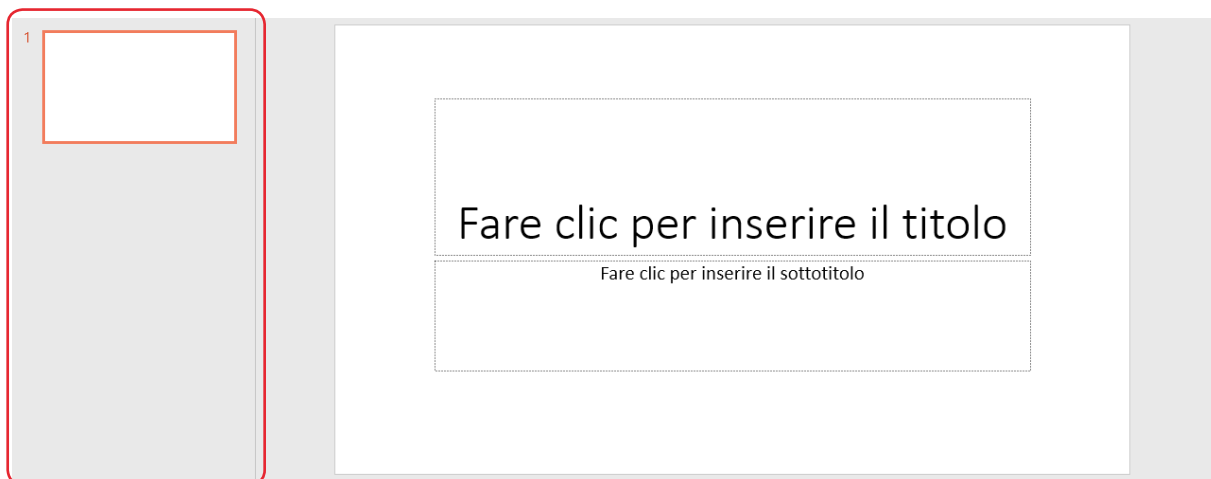 1
Fare clic per inserire il titolo
Fare clic per inserire il sottotitolo